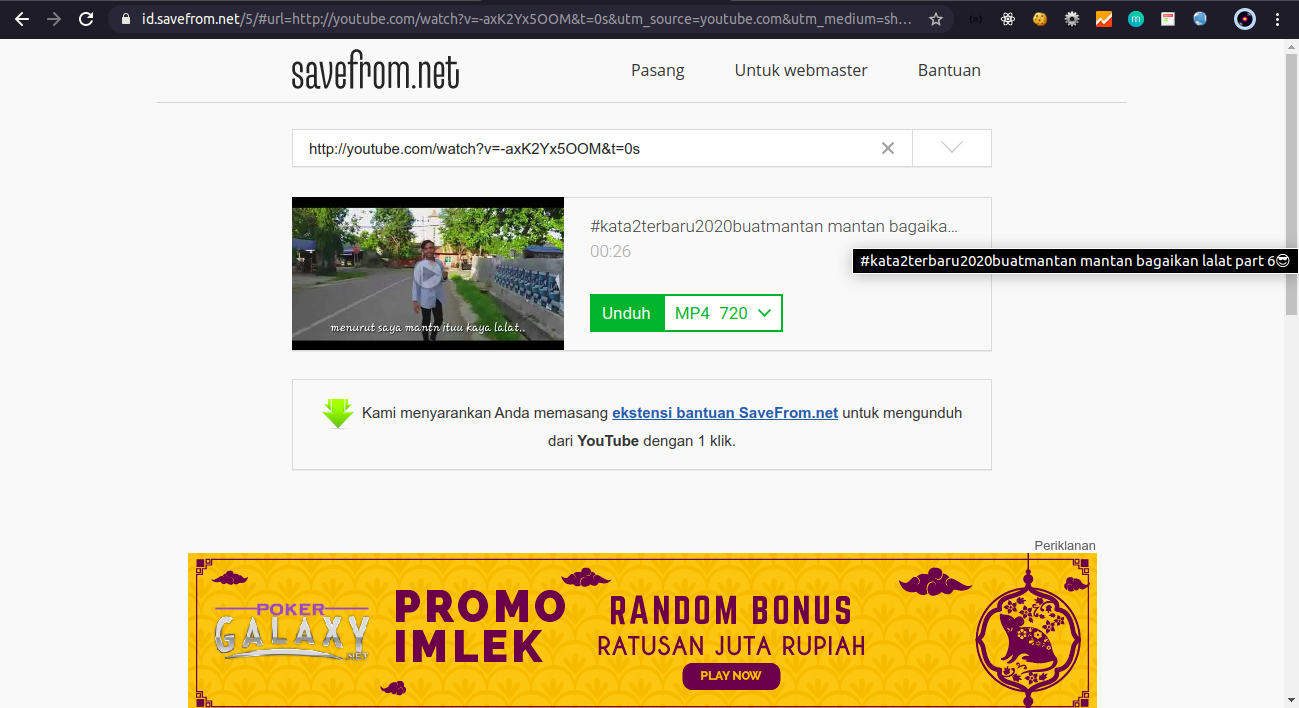 id.savefrom.net/5/#url=http://youtube.com/watch?v=-axK2Yx5OOM&t=0s&utm_source=youtube.com&utm_medium=sh...
savefrom.net
Pasang
Untuk webmaster
Bantuan
http://youtube.com/watch?v=-axK2Yx5OOM&t=0s
#kata2terbaru2020buatmantan mantan bagaika...
00:26
#kata2terbaru2020buatmantan mantan bagaikan lalat part 6😎
Unduh
MP4 720
menurut saya mantn ituu kaya lalat..
Kami menyarankan Anda memasang ekstensi bantuan SaveFrom.net untuk mengunduh
dari YouTube dengan 1 klik.
Periklanan
POKER
GALAXY
.NET
PROMO
IMLEK
RANDOM BONUS
RATUSAN JUTA RUPIAH
PLAY NOW